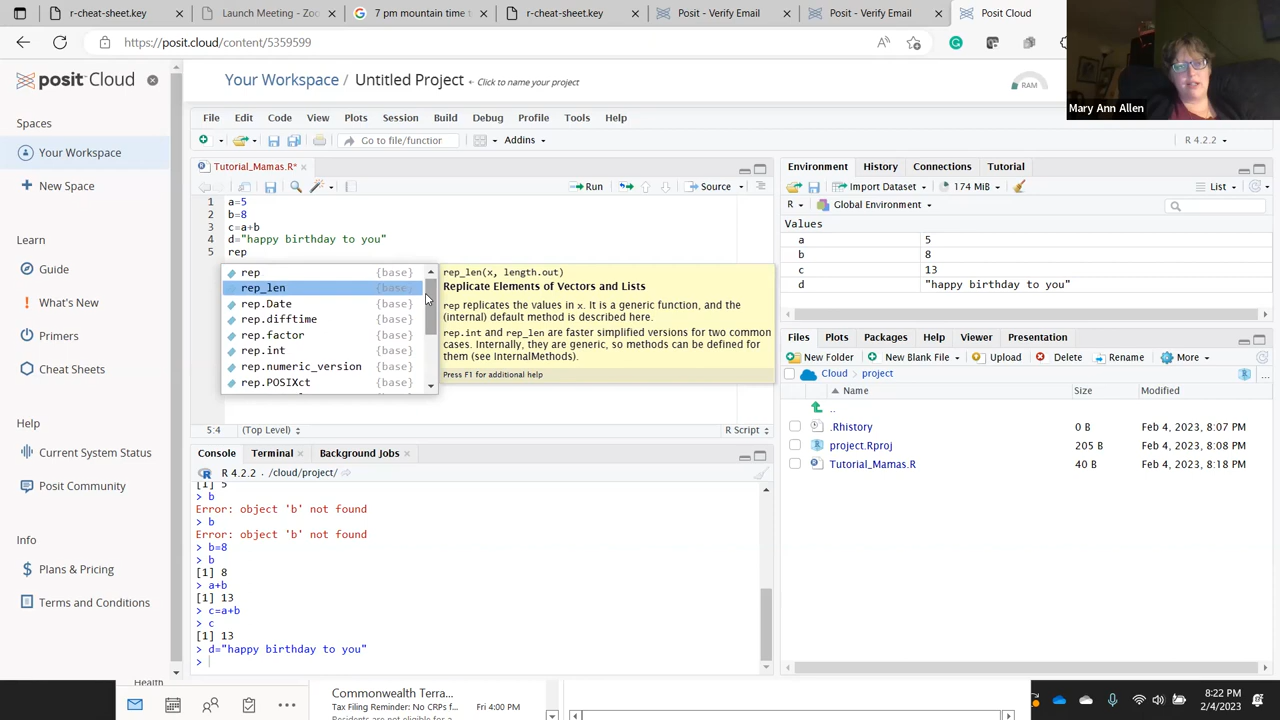 r-cheat-sheet.key
Launch Meeting - Zoo
7 pm mountain time to
r-cheat-sheet.key
Posit - Verify Email
Posit - Verify Email
Posit Cloud
https://posit.cloud/content/5359599
Mary Ann Allen
posit Cloud
Your Workspace / Untitled Project
Click to name your project
RAM
Spaces
Your Workspace
New Space
Learn
Guide
What's New
Primers
Cheat Sheets
Help
Current System Status
Posit Community
Info
Plans & Pricing
Terms and Conditions
File Edit Code View Plots Session Build Debug Profile Tools Help
Go to file/function
Addins
R 4.2.2
Tutorial_Mamas.R*
Run
Source
1 a=5
2 b=8
3 c=a+b
4 d="happy birthday to you"
5 rep
rep {base}
rep_len {base}
rep.Date {base}
rep.difftime {base}
rep.factor {base}
rep.int {base}
rep.numeric_version {base}
rep.POSIXct {base}
rep_len(x, length.out)
Replicate Elements of Vectors and Lists
rep replicates the values in x. It is a generic function, and the
(internal) default method is described here.
rep.int and rep_len are faster simplified versions for two common
cases. Internally, they are generic, so methods can be defined for
them (see InternalMethods).
Press F1 for additional help
5:4 (Top Level) R Script
Console Terminal Background Jobs
R 4.2.2 . /cloud/project/
[1] 5
> b
Error: object 'b' not found
> b
Error: object 'b' not found
> b=8
> b
[1] 8
> a+b
[1] 13
> c=a+b
> c
[1] 13
> d="happy birthday to you"
>
Environment History Connections Tutorial
Import Dataset 174 MiB List
R Global Environment
Values
a 5
b 8
c 13
d "happy birthday to you"
Files Plots Packages Help Viewer Presentation
New Folder New Blank File Upload Delete Rename More
Cloud project
Name Size Modified
..
.Rhistory 0 B Feb 4, 2023, 8:07 PM
project.Rproj 205 B Feb 4, 2023, 8:08 PM
Tutorial_Mamas.R 40 B Feb 4, 2023, 8:18 PM
Health
Commonwealth Terra...
Tax Filing Reminder: No CRPs f... Fri 4:00 PM
8:22 PM
2/4/2023